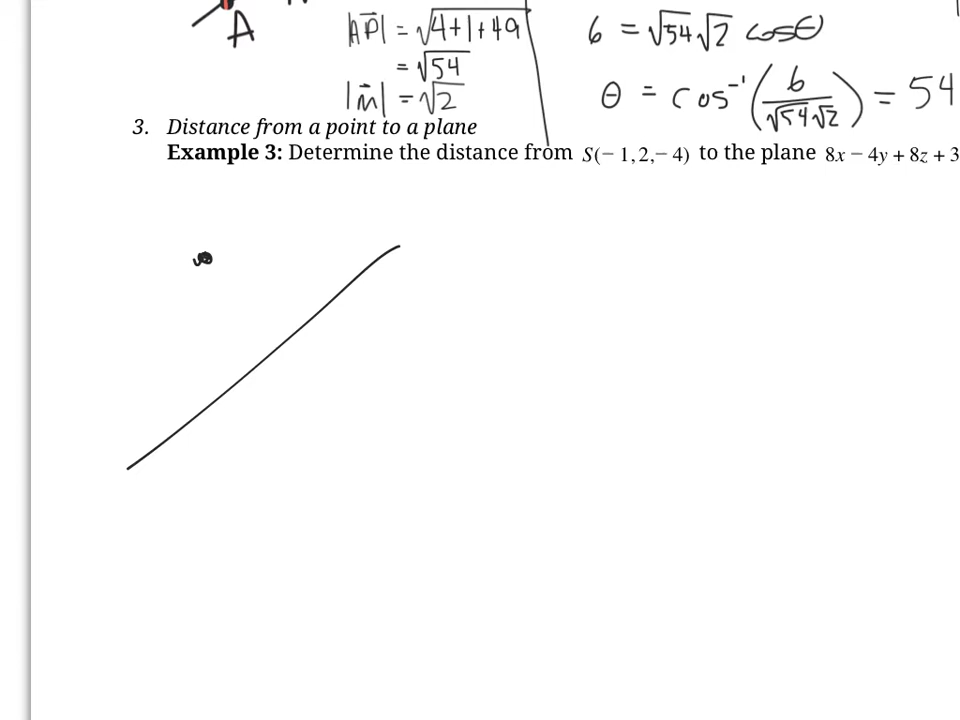 A
|AP⃗| = √4+1+49
= √54
|m⃗| = √2
6 = √54 √2 cosθ
θ = cos⁻¹(6/√54√2) = 54
3. Distance from a point to a plane
Example 3: Determine the distance from S(− 1,2,− 4) to the plane 8x − 4y + 8z + 3